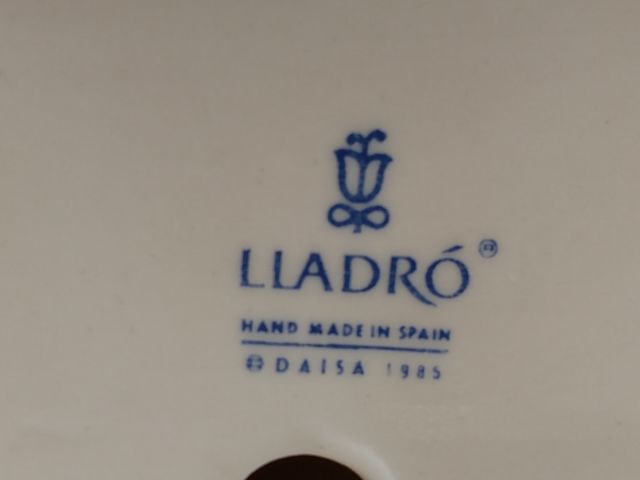 LLADRÓ ®
HAND MADE IN SPAIN
© DAISA 1985